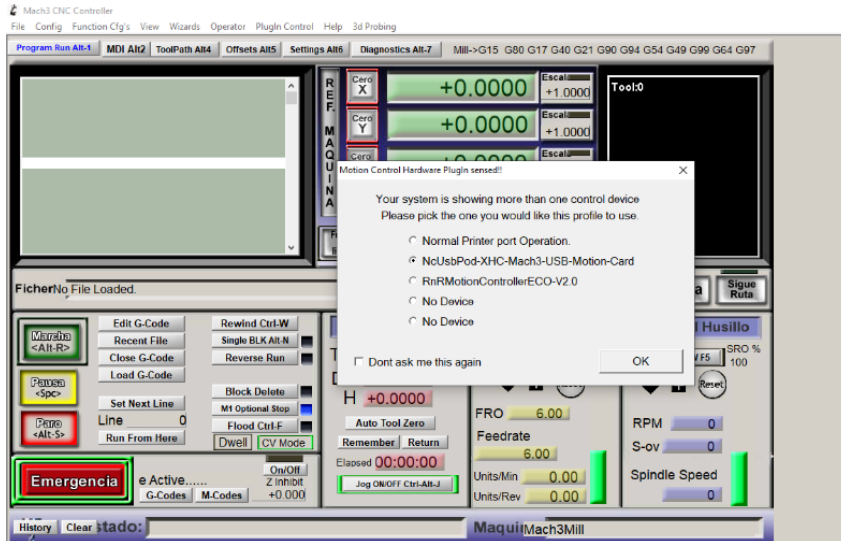 Mach3 CNC Controller
File Config Function Cfg's View Wizards Operator PlugIn Control Help 3d Probing
Program Run Alt-1 MDI Alt2 ToolPath Alt4 Offsets Alt5 Settings Alt6 Diagnostics Alt-7 Mill->G15 G80 G17 G40 G21 G90 G94 G54 G49 G99 G64 G97
REF. MAQUINA
Cero X +0.0000 Escala +1.0000
Tool:0
Cero Y +0.0000 Escala +1.0000
Cero Escala
Motion Control Hardware PlugIn sensed!!
Your system is showing more than one control device
Please pick the one you would like this profile to use.
Normal Printer port Operation.
NcUsbPod-XHC-Mach3-USB-Motion-Card
RnRMotionControllerECO-V2.0
No Device
No Device
Dont ask me this again
OK
Ficher No File Loaded.
Sigue Ruta
Marcha <Alt-R>
Pausa <Spc>
Paro <Alt-S>
Edit G-Code
Recent File
Close G-Code
Load G-Code
Set Next Line
Line 0
Run From Here
Rewind Ctrl-W
Single BLK Alt-N
Reverse Run
Block Delete
M1 Optional Stop
Flood Ctrl-F
Dwell CV Mode
H +0.0000
Auto Tool Zero
Remember Return
Elapsed 00:00:00
Jog ON/OFF Ctrl-Alt-J
FRO 6.00
Feedrate
6.00
Units/Min 0.00
Units/Rev 0.00
Husillo
F5
SRO %
100
Reset
RPM 0
S-ov 0
Spindle Speed
0
Emergencia
e Active......
G-Codes M-Codes
On/Off
Z Inhibit
+0.000
History Clear stado:
Maqui Mach3Mill